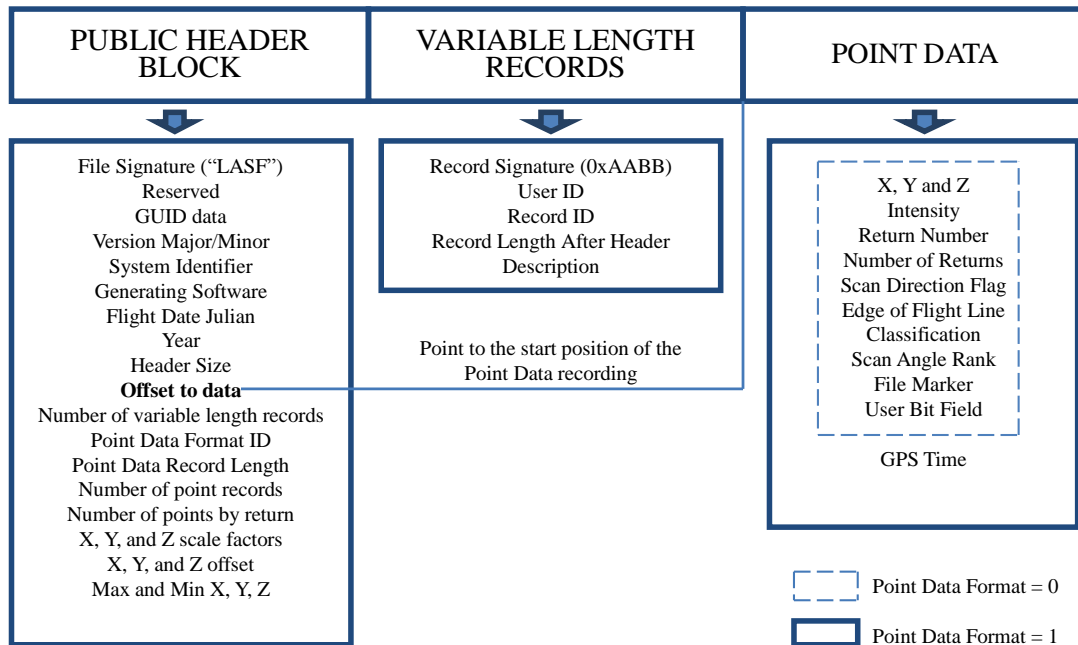 PUBLIC HEADER
BLOCK
VARIABLE LENGTH
RECORDS
POINT DATA
File Signature (“LASF”)
Reserved
GUID data
Version Major/Minor
System Identifier
Generating Software
Flight Date Julian
Year
Header Size
Offset to data
Number of variable length records
Point Data Format ID
Point Data Record Length
Number of point records
Number of points by return
X, Y, and Z scale factors
X, Y, and Z offset
Max and Min X, Y, Z
Record Signature (0xAABB)
User ID
Record ID
Record Length After Header
Description
Point to the start position of the
Point Data recording
X, Y and Z
Intensity
Return Number
Number of Returns
Scan Direction Flag
Edge of Flight Line
Classification
Scan Angle Rank
File Marker
User Bit Field
GPS Time
Point Data Format = 0
Point Data Format = 1